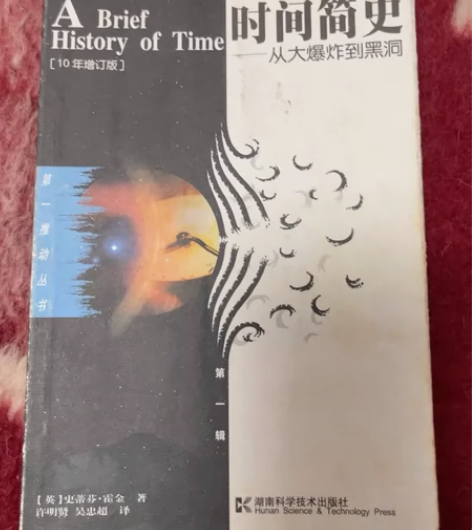 A Brief
History of Time
[10年增订版]
时间简史
——从大爆炸到黑洞
第一推动丛书
第一辑
[英]史蒂芬·霍金 著
许明贤 吴忠超 译
湖南科学技术出版社
Hunan Science & Technology Press